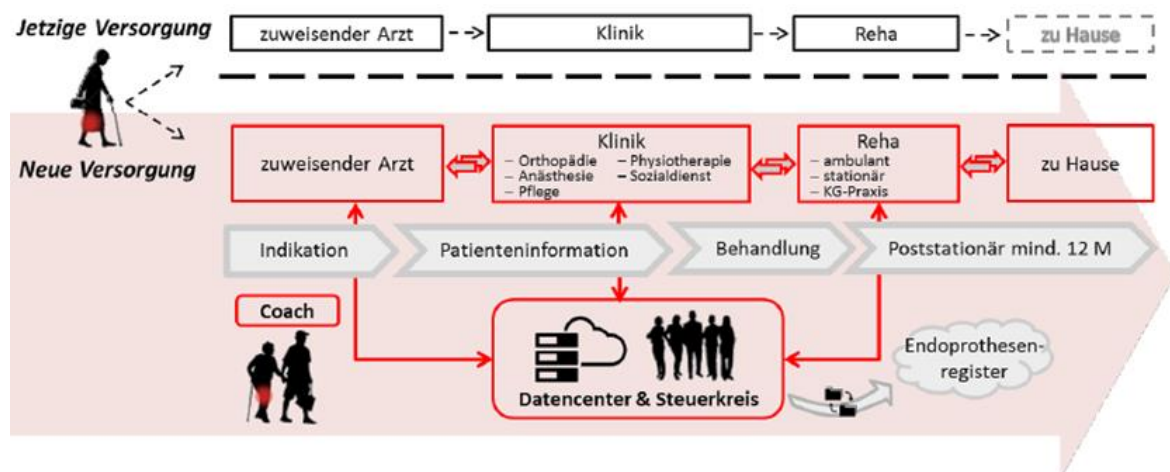 Jetzige Versorgung
zuweisender Arzt
Klinik
Reha
zu Hause
Neue Versorgung
zuweisender Arzt
Klinik
– Orthopädie – Physiotherapie
– Anästhesie – Sozialdienst
– Pflege
Reha
– ambulant
– stationär
– KG-Praxis
zu Hause
Indikation
Patienteninformation
Behandlung
Poststationär mind. 12 M
Coach
Datencenter & Steuerkreis
Endoprothesen-
register